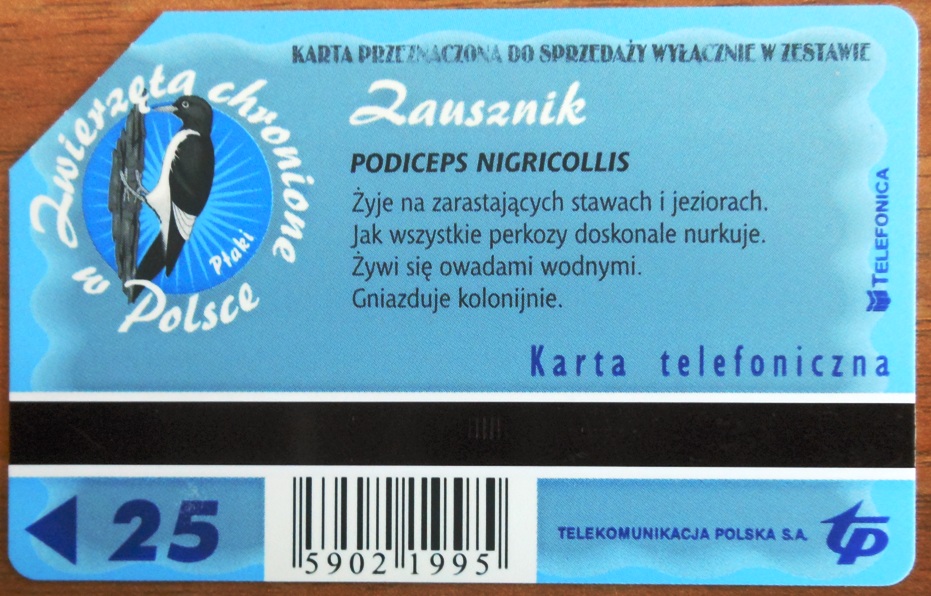 KARTA PRZEZNACZONA DO SPRZEDAŻY WYŁĄCZNIE W ZESTAWIE
Zwierzęta chronione
w Polsce
Ptaki
Zausznik
PODICEPS NIGRICOLLIS
Żyje na zarastających stawach i jeziorach.
Jak wszystkie perkozy doskonale nurkuje.
Żywi się owadami wodnymi.
Gniazduje kolonijnie.
TELEFONICA
Karta telefoniczna
25
5902 1995
TELEKOMUNIKACJA POLSKA S.A.
tp